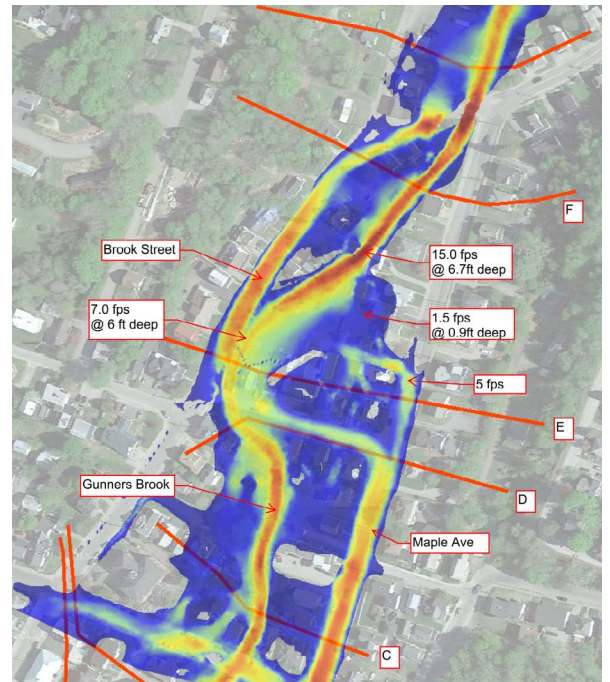 F
Brook Street
15.0 fps
@ 6.7ft deep
7.0 fps
@ 6 ft deep
1.5 fps
@ 0.9ft deep
5 fps
E
Gunners Brook
D
Maple Ave
C